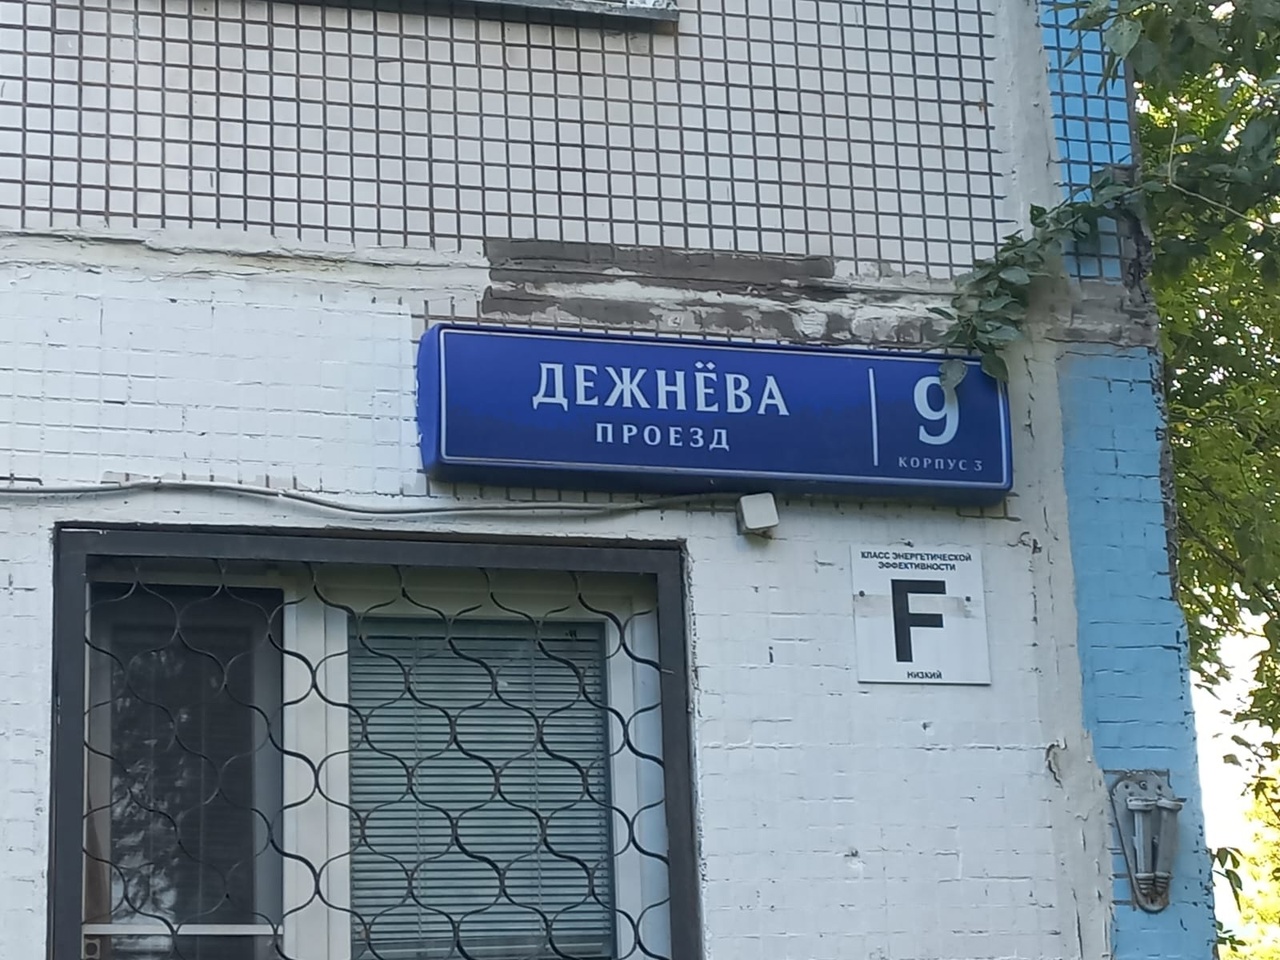 ДЕЖНЁВА
ПРОЕЗД
9
КОРПУС 3
КЛАСС ЭНЕРГЕТИЧЕСКОЙ
ЭФФЕКТИВНОСТИ
F
НИЗКИЙ